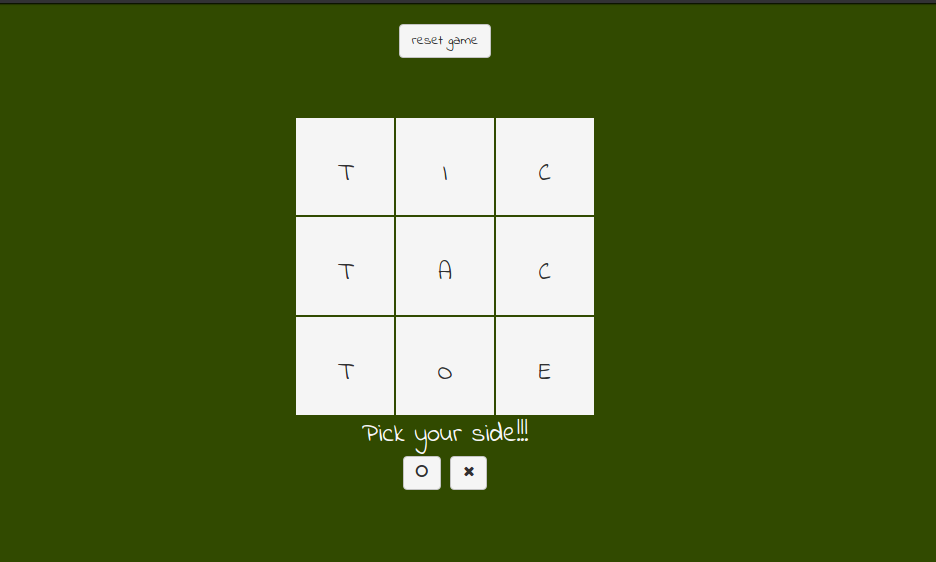 reset game
T I C
T A C
T O E
Pick your side!!!
O ✖